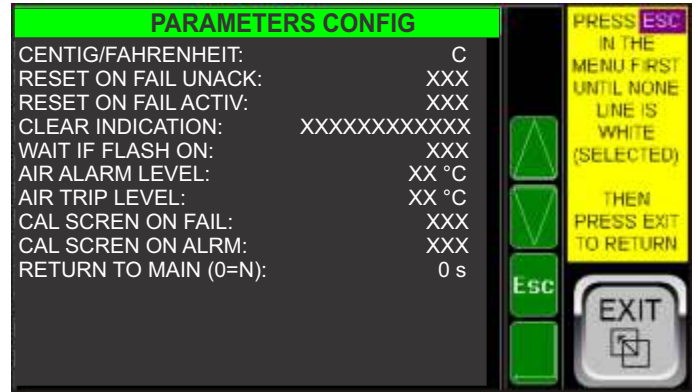 PARAMETERS CONFIG
CENTIG/FAHRENHEIT: C
RESET ON FAIL UNACK: XXX
RESET ON FAIL ACTIV: XXX
CLEAR INDICATION: XXXXXXXXXXXX
WAIT IF FLASH ON: XXX
AIR ALARM LEVEL: XX °C
AIR TRIP LEVEL: XX °C
CAL SCREN ON FAIL: XXX
CAL SCREN ON ALRM: XXX
RETURN TO MAIN (0=N): 0 s
Esc
PRESS ESC
IN THE
MENU FIRST
UNTIL NONE
LINE IS
WHITE
(SELECTED)
THEN
PRESS EXIT
TO RETURN
EXIT